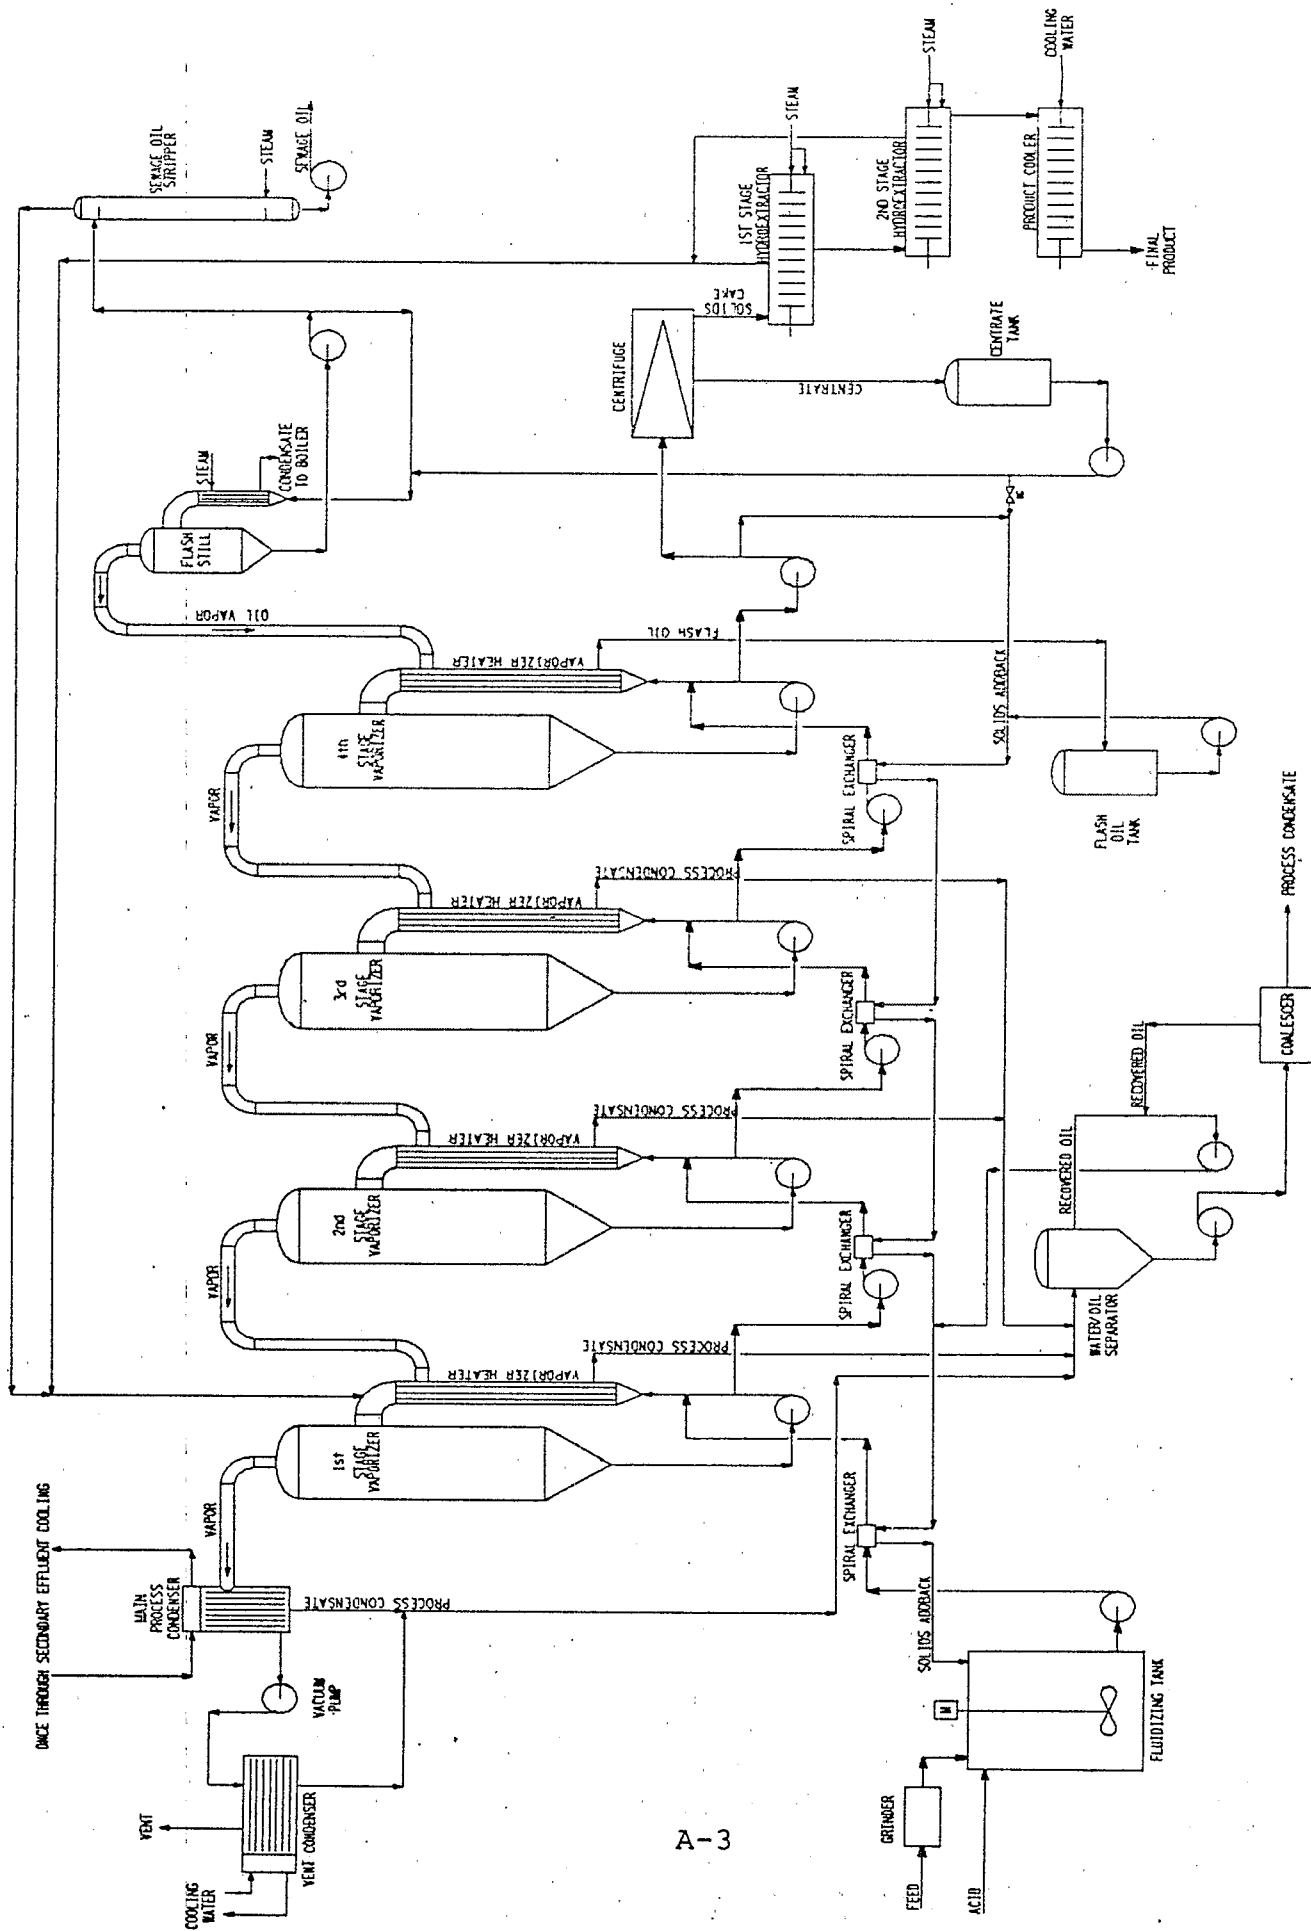 ONCE THROUGH SECONDARY EFFLUENT COOLING
VENT
COOLING
WATER
VENT CONDENSER
VACUUM
PUMP
MAIN
PROCESS
CONDENSER
PROCESS CONDENSATE
VAPOR
1st
STAGE
VAPORIZER
VAPORIZER HEATER
PROCESS CONDENSATE
VAPOR
2nd
STAGE
VAPORIZER
VAPORIZER HEATER
PROCESS CONDENSATE
VAPOR
3rd
STAGE
VAPORIZER
VAPORIZER HEATER
PROCESS CONDENSATE
VAPOR
4th
STAGE
VAPORIZER
VAPORIZER HEATER
FLASH OIL
OIL VAPOR
FLASH
STILL
STEAM
CONDENSATE
TO BOILER
SEWAGE OIL
STRIPPER
STEAM
SEWAGE OIL
FEED
GRINDER
ACID
M
FLUIDIZING TANK
SOLIDS ADDBACK
SPIRAL EXCHANGER
SPIRAL EXCHANGER
SPIRAL EXCHANGER
SPIRAL EXCHANGER
SOLIDS ADDBACK
WATER/OIL
SEPARATOR
RECOVERED OIL
RECOVERED OIL
COALESCER
PROCESS CONDENSATE
FLASH
OIL
TANK
CENTRIFUGE
SOLIDS
CAKE
CENTRATE
CENTRATE
TANK
1ST STAGE
HYDROEXTRACTOR
STEAM
2ND STAGE
HYDROEXTRACTOR
STEAM
PRODUCT COOLER
COOLING
WATER
FINAL
PRODUCT
A-3